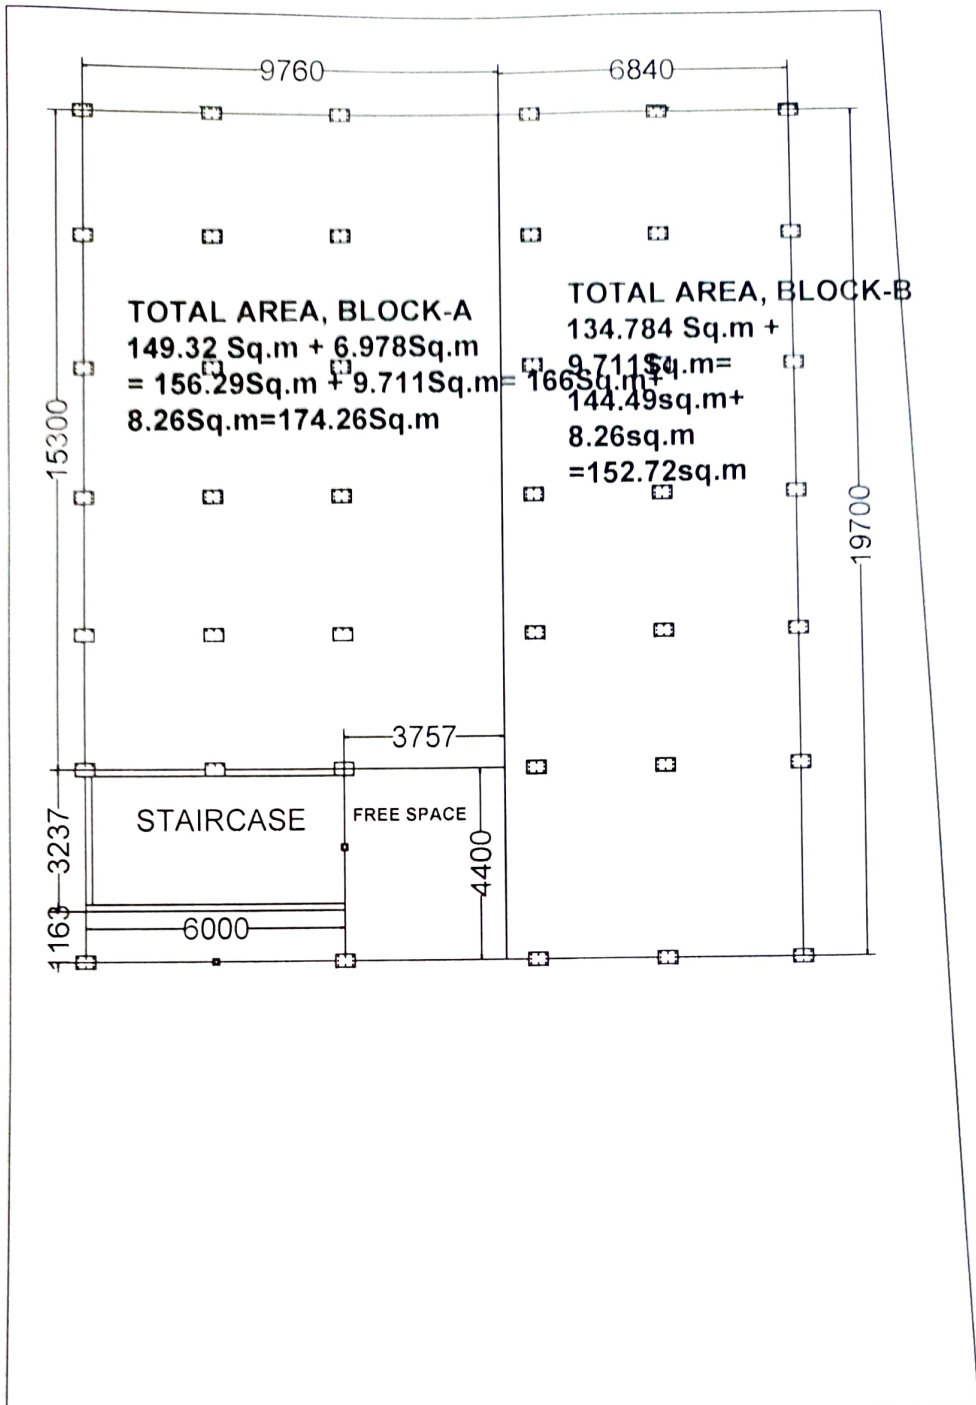 9760
6840
TOTAL AREA, BLOCK-A
149.32 Sq.m + 6.978Sq.m
= 156.29Sq.m + 9.711Sq.m= 166Sq.m+
8.26Sq.m=174.26Sq.m
TOTAL AREA, BLOCK-B
134.784 Sq.m +
9.711Sq.m=
144.49sq.m+
8.26sq.m
=152.72sq.m
15300
19700
3757
STAIRCASE
FREE SPACE
3237
4400
1163
6000